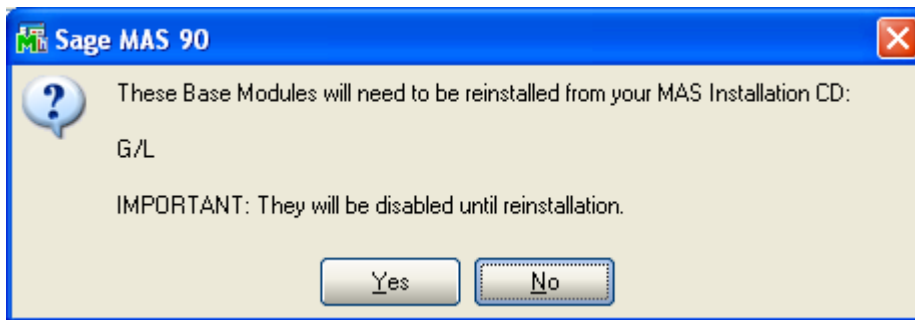 Sage MAS 90
These Base Modules will need to be reinstalled from your MAS Installation CD:
G/L
IMPORTANT: They will be disabled until reinstallation.
Yes
No